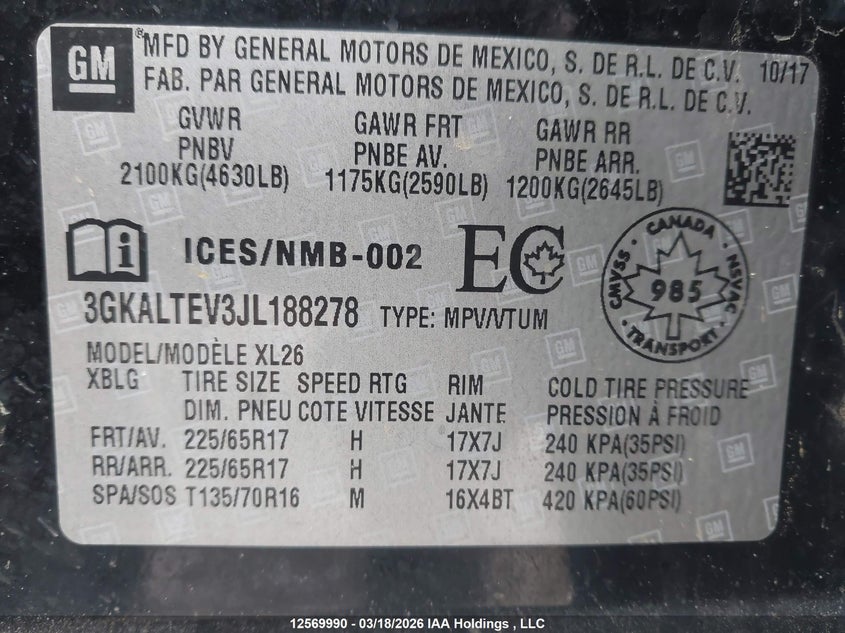 GM
® MFD BY GENERAL MOTORS DE MEXICO, S. DE R.L. DE C.V. 10/17
FAB. PAR GENERAL MOTORS DE MEXICO, S. DE R.L. DE C.V.
GVWR GAWR FRT GAWR RR
PNBV PNBE AV. PNBE ARR.
2100KG(4630LB) 1175KG(2590LB) 1200KG(2645LB)
ICES/NMB-002 EC
CANADA
CMVSS 985 NSVAC
TRANSPORT
3GKALTEV3JL188278 TYPE: MPV/VTUM
MODEL/MODÈLE XL26
XBLG TIRE SIZE SPEED RTG RIM COLD TIRE PRESSURE
DIM. PNEU COTE VITESSE JANTE PRESSION À FROID
FRT/AV. 225/65R17 H 17X7J 240 KPA(35PSI)
RR/ARR. 225/65R17 H 17X7J 240 KPA(35PSI)
SPA/SOS T135/70R16 M 16X4BT 420 KPA(60PSI)
12569990 - 03/18/2026 IAA Holdings , LLC